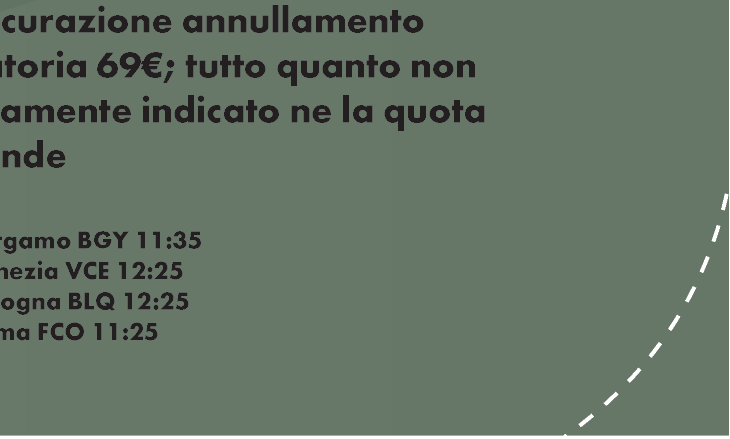 curazione annullamento
atoria 69€; tutto quanto non
amente indicato ne la quota
nde
rgamo BGY 11:35
nezia VCE 12:25
ogna BLQ 12:25
ma FCO 11:25